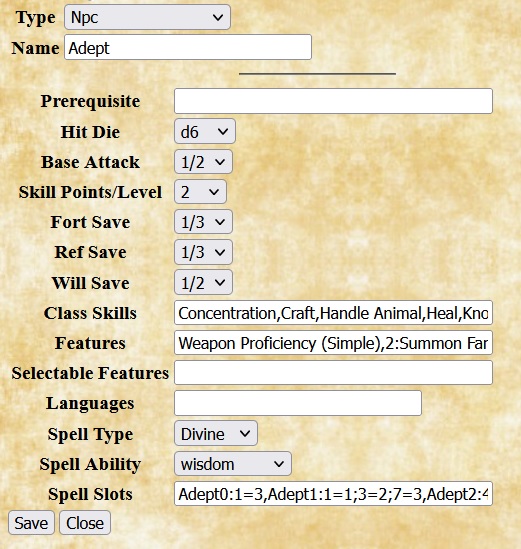 Type Npc
Name Adept
Prerequisite
Hit Die d6
Base Attack 1/2
Skill Points/Level 2
Fort Save 1/3
Ref Save 1/3
Will Save 1/2
Class Skills Concentration,Craft,Handle Animal,Heal,Kno
Features Weapon Proficiency (Simple),2:Summon Far
Selectable Features
Languages
Spell Type Divine
Spell Ability wisdom
Spell Slots Adept0:1=3,Adept1:1=1;3=2;7=3,Adept2:4
Save Close